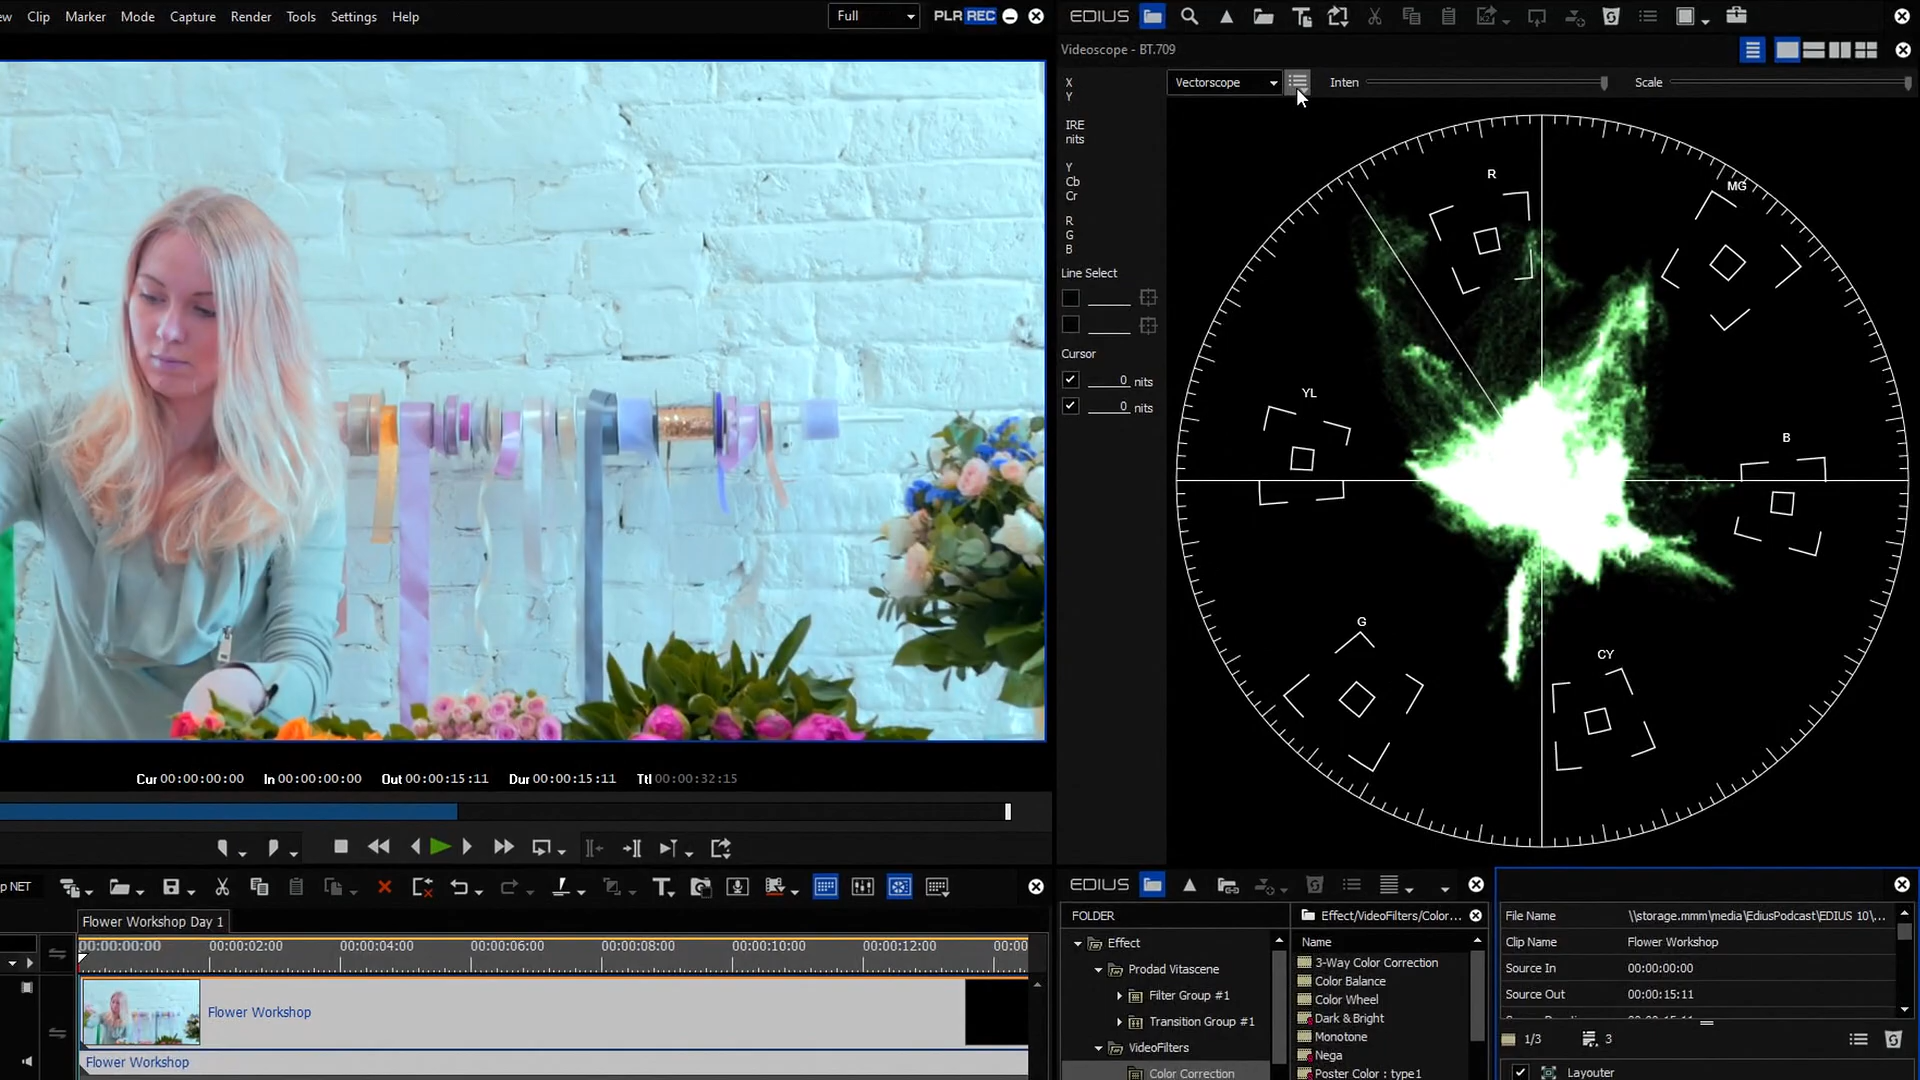 Clip Marker Mode Capture Render Tools Settings Help
Full
PLR REC
EDIUS
Videoscope - BT.709
X
Y
IRE
nits
Y
Cb
Cr
R
G
B
Line Select
Cursor
0 nits
0 nits
Vectorscope
Inten
Scale
R
MG
YL
B
G
CY
Cur 00:00:00:00 In 00:00:00:00 Out 00:00:15:11 Dur 00:00:15:11 Ttl 00:00:32:15
NET
Flower Workshop Day 1
00:00:00:00 00:00:02:00 00:00:04:00 00:00:06:00 00:00:08:00 00:00:10:00 00:00:12:00 00:00
Flower Workshop
Flower Workshop
EDIUS
FOLDER
Effect
Prodad Vitascene
Filter Group #1
Transition Group #1
VideoFilters
Color Correction
Effect/VideoFilters/Color...
Name
3-Way Color Correction
Color Balance
Color Wheel
Dark & Bright
Monotone
Nega
Poster Color : type1
File Name \\storage.mmm\media\EdiusPodcast\EDIUS 10\...
Clip Name Flower Workshop
Source In 00:00:00:00
Source Out 00:00:15:11
1/3 3
Layouter